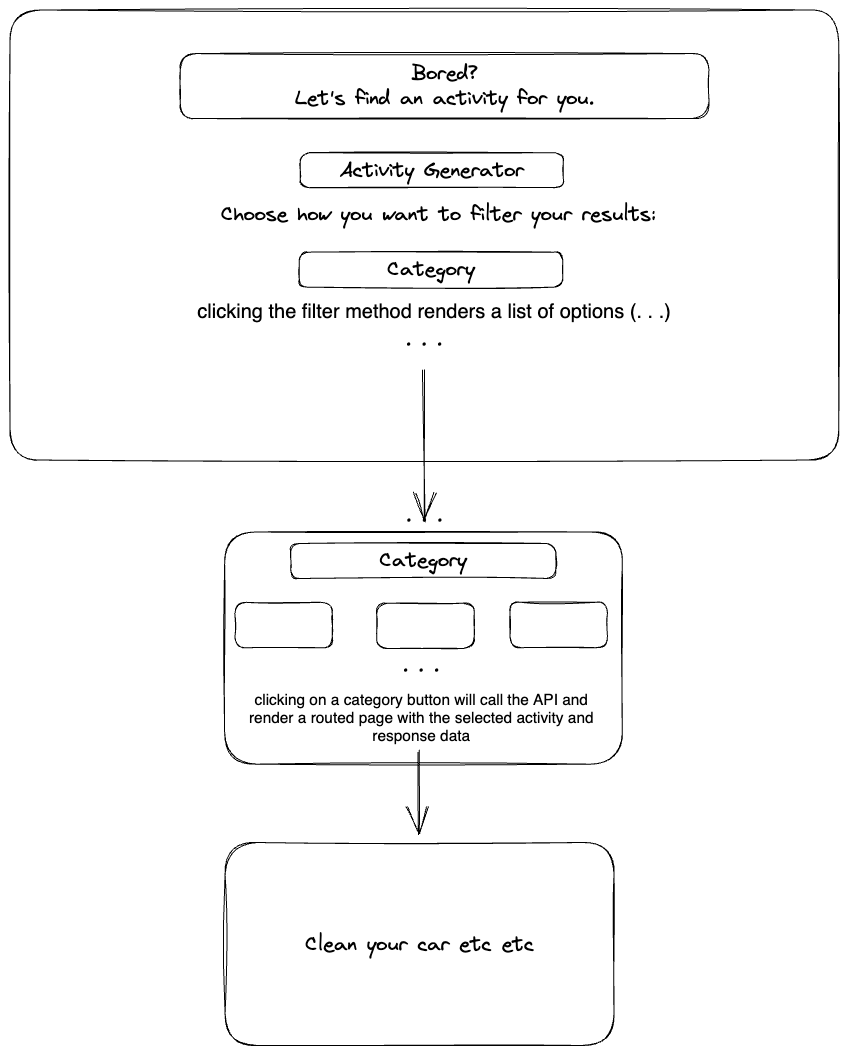 Bored?
Let's find an activity for you.
Activity Generator
Choose how you want to filter your results:
Category
clicking the filter method renders a list of options (. . .)
. . .
. . .
Category
. . .
clicking on a category button will call the API and
render a routed page with the selected activity and
response data
Clean your car etc etc